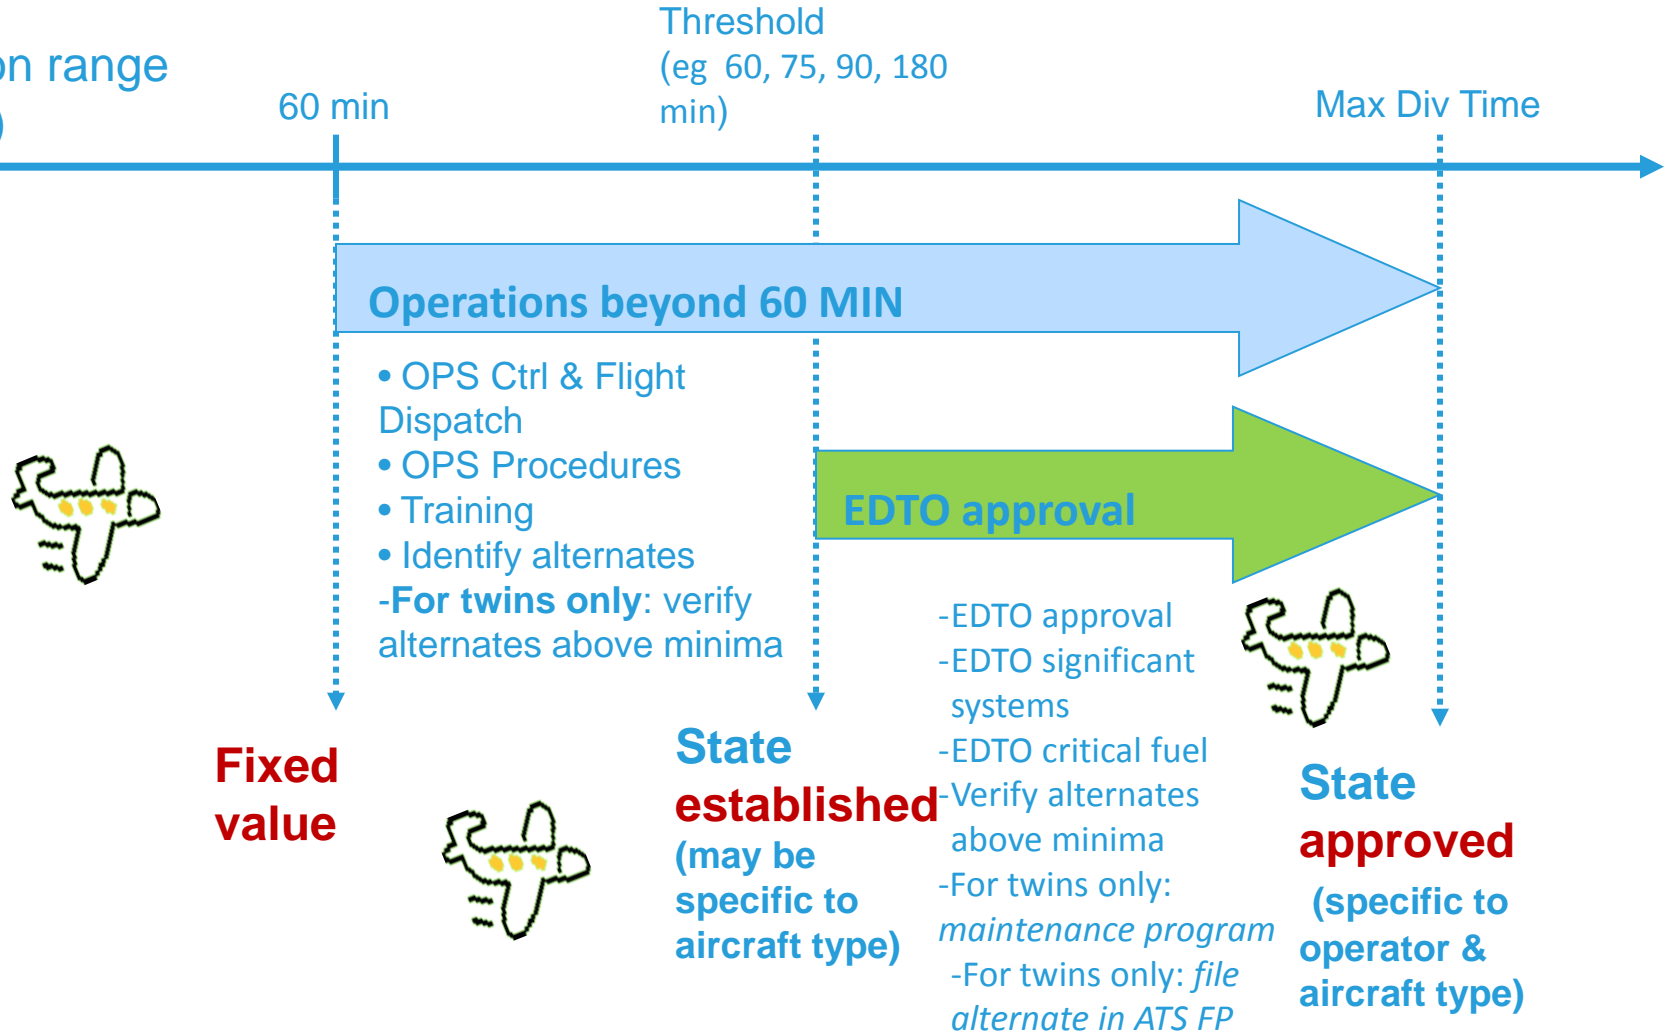 Threshold
(eg 60, 75, 90, 180
min)
on range
)
60 min
Max Div Time
Operations beyond 60 MIN
• OPS Ctrl & Flight
Dispatch
• OPS Procedures
• Training
• Identify alternates
-For twins only: verify
alternates above minima
EDTO approval
-EDTO approval
-EDTO significant
systems
-EDTO critical fuel
-Verify alternates
above minima
-For twins only:
maintenance program
-For twins only: file
alternate in ATS FP
Fixed
value
State
established
(may be
specific to
aircraft type)
State
approved
(specific to
operator &
aircraft type)